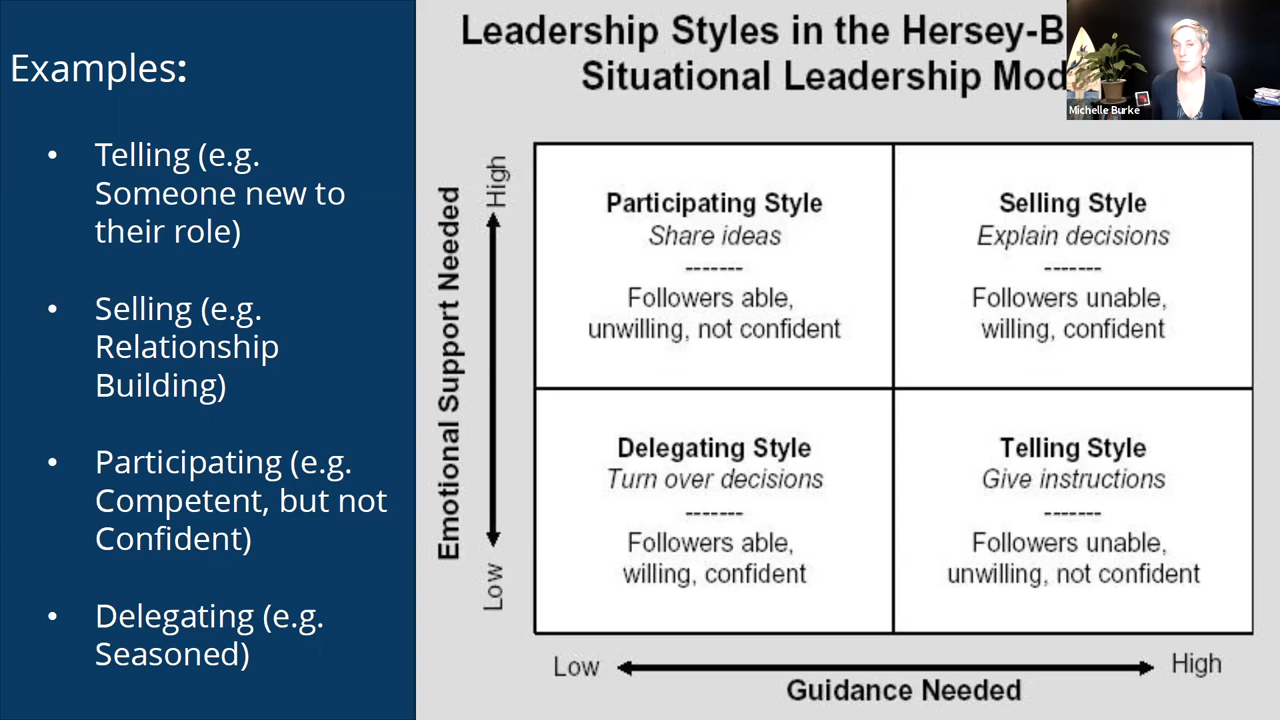 Examples:
• Telling (e.g.
Someone new to
their role)
• Selling (e.g.
Relationship
Building)
• Participating (e.g.
Competent, but not
Confident)
• Delegating (e.g.
Seasoned)
Leadership Styles in the Hersey-B
Situational Leadership Mod
Michelle Burke
Emotional Support Needed
High
Low
Participating Style
Share ideas
-------
Followers able,
unwilling, not confident
Selling Style
Explain decisions
-------
Followers unable,
willing, confident
Delegating Style
Turn over decisions
-------
Followers able,
willing, confident
Telling Style
Give instructions
-------
Followers unable,
unwilling, not confident
Low
High
Guidance Needed